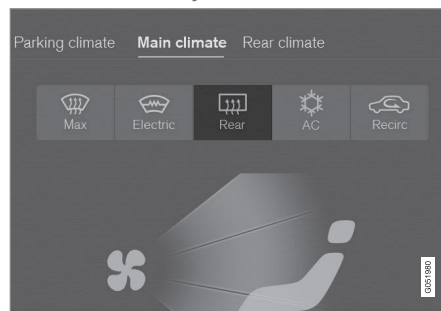 Parking climate Main climate Rear climate
Max Electric Rear AC Recirc
G051980